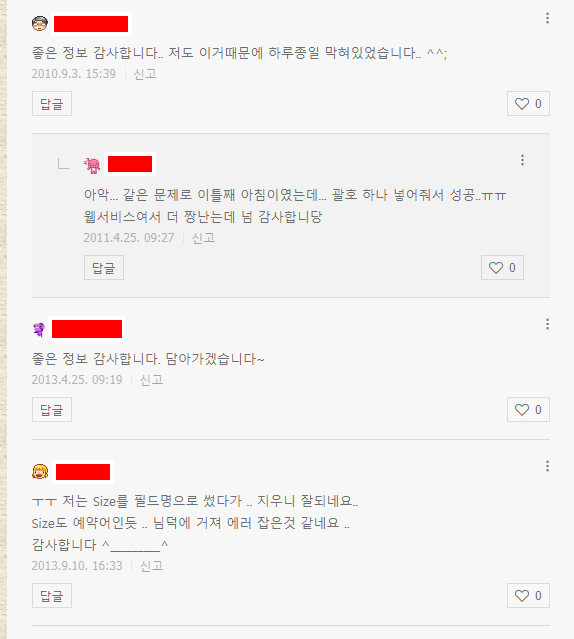 좋은 정보 감사합니다.. 저도 이거때문에 하루종일 막혀있었습니다.. ^^;
2010.9.3. 15:39 신고
답글 0
아악... 같은 문제로 이틀째 아침이였는데... 괄호 하나 넣어줘서 성공..ㅠㅠ
웹서비스여서 더 짱난는데 넘 감사합니당
2011.4.25. 09:27 신고
답글 0
좋은 정보 감사합니다. 담아가겠습니다~
2013.4.25. 09:19 신고
답글 0
ㅜㅜ 저는 Size를 필드명으로 썼다가 .. 지우니 잘되네요..
Size도 예약어인듯 .. 님덕에 거져 에러 잡은것 같네요 ..
감사합니다 ^_________^
2013.9.10. 16:33 신고
답글 0